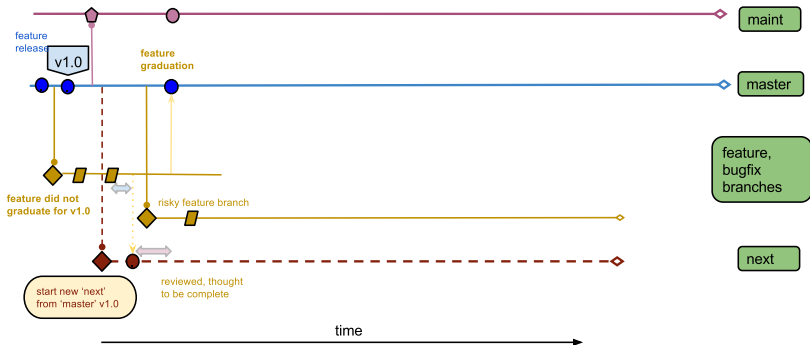 maint
feature
release
v1.0
feature
graduation
master
feature,
bugfix
branches
feature did not
graduate for v1.0
risky feature branch
next
start new ‘next’
from ‘master’ v1.0
reviewed, thought
to be complete
time